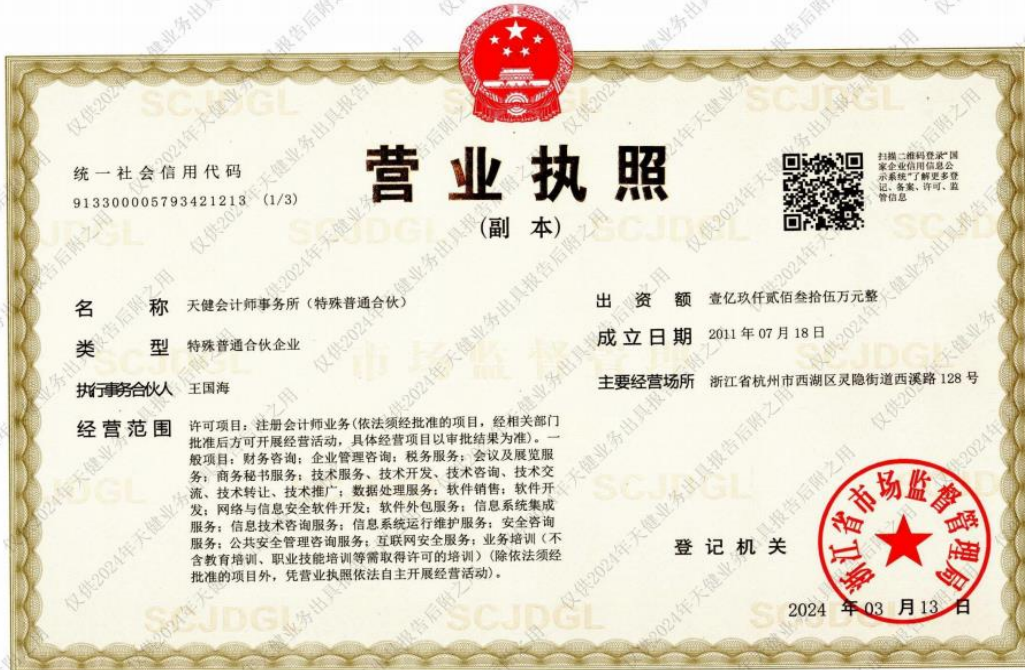 营业执照
(副 本)
统一社会信用代码
913300005793421213 (1/3)
扫描二维码登录“国
家企业信用信息公
示系统”了解更多登
记、备案、许可、监
管信息
名 称 天健会计师事务所（特殊普通合伙）
类 型 特殊普通合伙企业
执行事务合伙人 王国海
经营范围 许可项目：注册会计师业务(依法须经批准的项目，经相关部门
批准后方可开展经营活动，具体经营项目以审批结果为准)。一
般项目：财务咨询；企业管理咨询；税务服务；会议及展览服
务；商务秘书服务；技术服务、技术开发、技术咨询、技术交
流、技术转让、技术推广；数据处理服务；软件销售；软件开
发；网络与信息安全软件开发；软件外包服务；信息系统集成
服务；信息技术咨询服务；信息系统运行维护服务；安全咨询
服务；公共安全管理咨询服务；互联网安全服务；业务培训（不
含教育培训、职业技能培训等需取得许可的培训）(除依法须经
批准的项目外，凭营业执照依法自主开展经营活动)。
出 资 额 壹亿玖仟贰佰叁拾伍万元整
成立日期 2011 年 07 月 18 日
主要经营场所 浙江省杭州市西湖区灵隐街道西溪路 128 号
登记机关
浙江省市场监督管理局
2024 年 03 月 13 日
SCJDGL
市场监督管理
仅供2024年天健业务出具报告后附之用